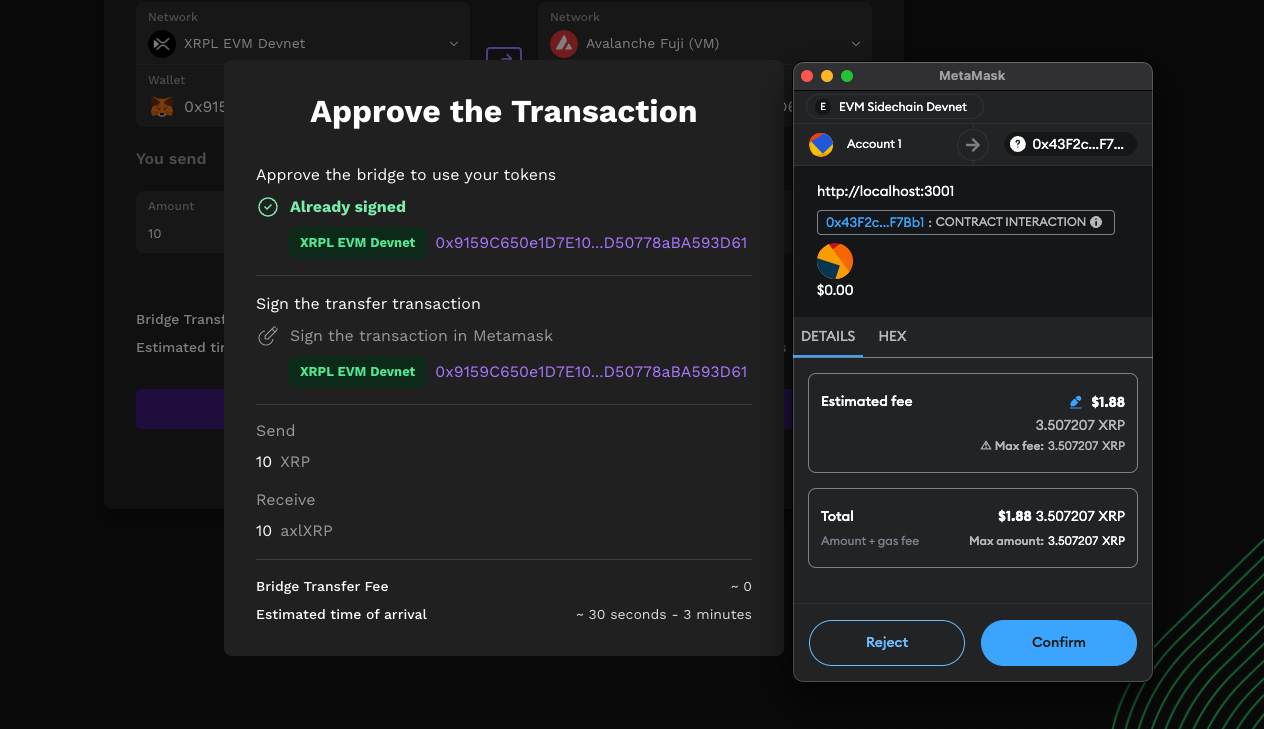 Network
XRPL EVM Devnet
Wallet
0x915
You send
Amount
10
Bridge Transf
Estimated tir
Network
Avalanche Fuji (VM)
Approve the Transaction
Approve the bridge to use your tokens
Already signed
XRPL EVM Devnet 0x9159C650e1D7E10...D50778aBA593D61
Sign the transfer transaction
Sign the transaction in Metamask
XRPL EVM Devnet 0x9159C650e1D7E10...D50778aBA593D61
Send
10 XRP
Receive
10 axlXRP
Bridge Transfer Fee ~ 0
Estimated time of arrival ~ 30 seconds - 3 minutes
MetaMask
E EVM Sidechain Devnet
Account 1
? 0x43F2c...F7...
http://localhost:3001
0x43F2c...F7Bb1 : CONTRACT INTERACTION
$0.00
DETAILS HEX
Estimated fee $1.88
3.507207 XRP
Max fee: 3.507207 XRP
Total $1.88 3.507207 XRP
Amount + gas fee Max amount: 3.507207 XRP
Reject Confirm